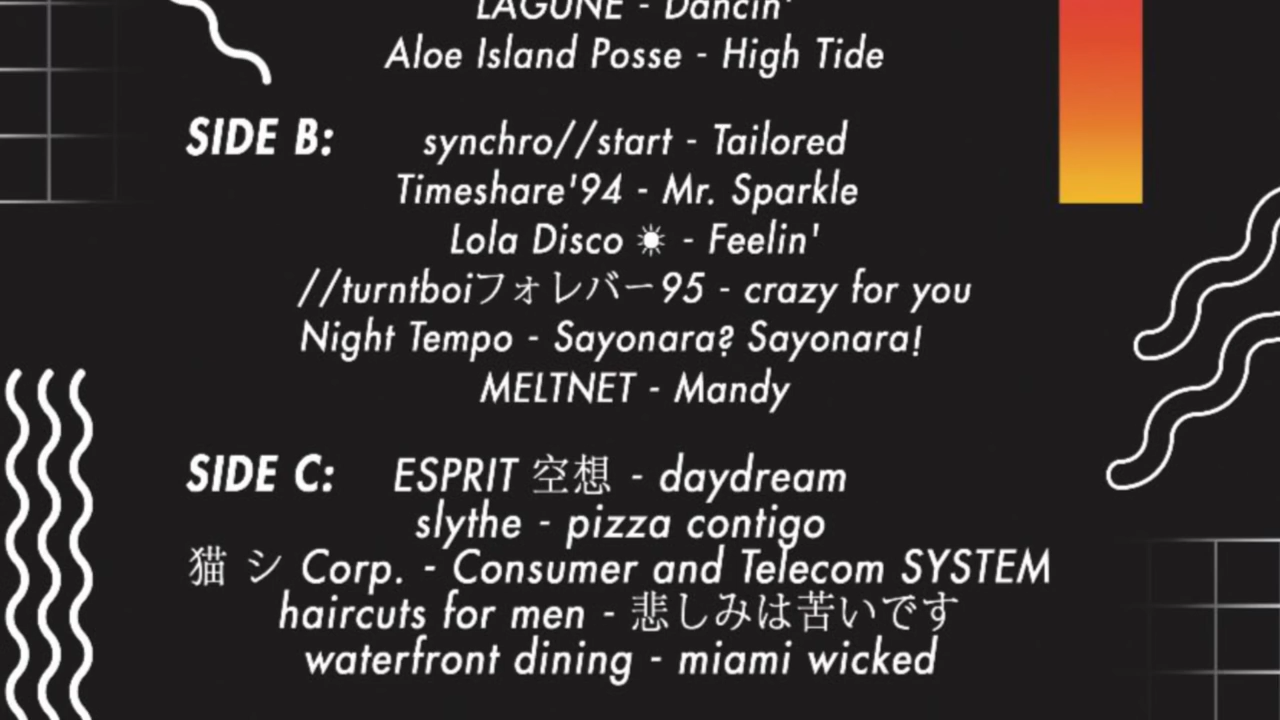 LAGUNE - Dancin'
Aloe Island Posse - High Tide
SIDE B: synchro//start - Tailored
Timeshare'94 - Mr. Sparkle
Lola Disco ☀ - Feelin'
//turntboiフォレバー95 - crazy for you
Night Tempo - Sayonara? Sayonara!
MELTNET - Mandy
SIDE C: ESPRIT 空想 - daydream
slythe - pizza contigo
猫 シ Corp. - Consumer and Telecom SYSTEM
haircuts for men - 悲しみは苦いです
waterfront dining - miami wicked